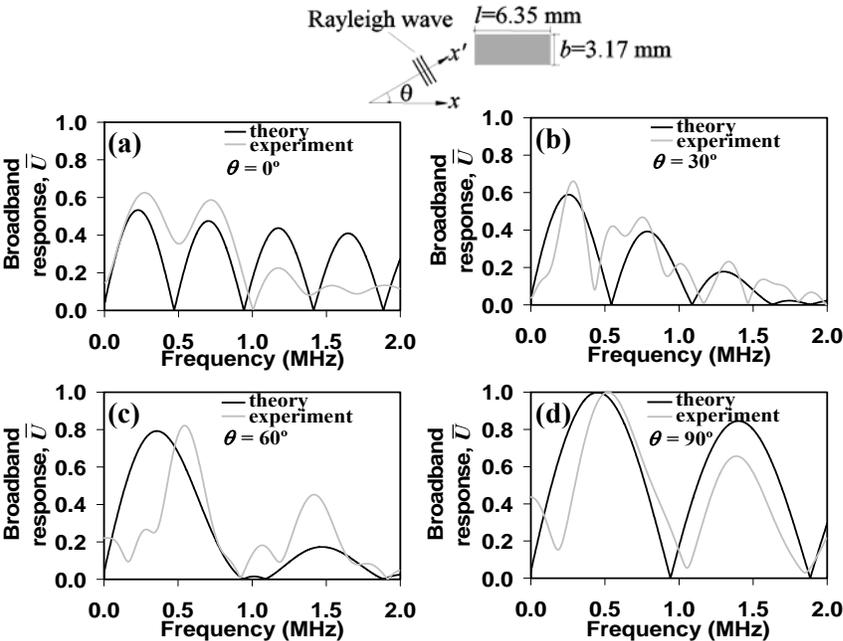 l=6.35 mm
Rayleigh wave
x′
b=3.17 mm
θ
x
(a)
theory
experiment
θ = 0º
Broadband
response, U̅
1.0
0.8
0.6
0.4
0.2
0.0
0.0 0.5 1.0 1.5 2.0
Frequency (MHz)
(b)
theory
experiment
θ = 30º
Broadband
response, U̅
1.0
0.8
0.6
0.4
0.2
0.0
0.0 0.5 1.0 1.5 2.0
Frequency (MHz)
(c)
theory
experiment
θ = 60º
Broadband
response, U̅
1.0
0.8
0.6
0.4
0.2
0.0
0.0 0.5 1.0 1.5 2.0
Frequency (MHz)
(d)
theory
experiment
θ = 90º
Broadband
response, U̅
1.0
0.8
0.6
0.4
0.2
0.0
0.0 0.5 1.0 1.5 2.0
Frequency (MHz)